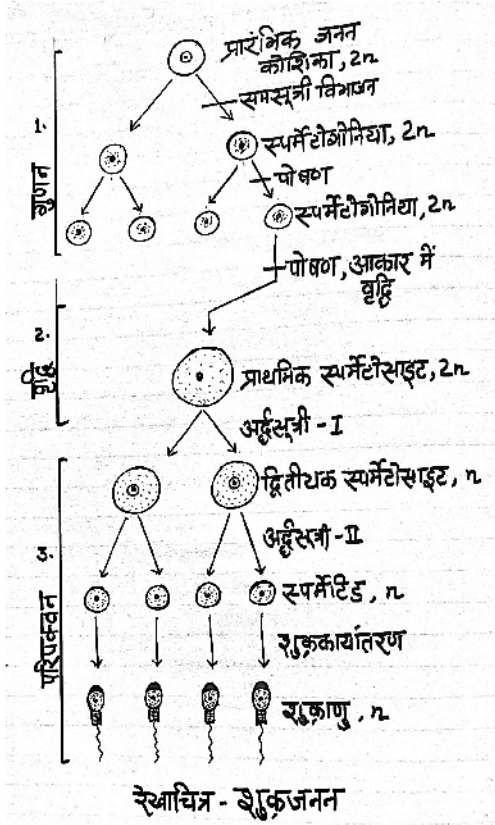 प्रारंभिक जनन
कोशिका, 2n
समसूत्री विभाजन
1.
गुणन
स्पर्मेटोगोनिया, 2n
पोषण
स्पर्मेटोगोनिया, 2n
पोषण, आकार में
वृद्धि
2.
वृद्धि
प्राथमिक स्पर्मेटोसाइट, 2n
अर्द्धसूत्री - I
द्वितीयक स्पर्मेटोसाइट, n
अर्द्धसूत्री - II
3.
परिपक्वन
स्पर्मेटिड, n
शुक्रकार्यांतरण
शुक्राणु, n
रेखाचित्र - शुक्रजनन